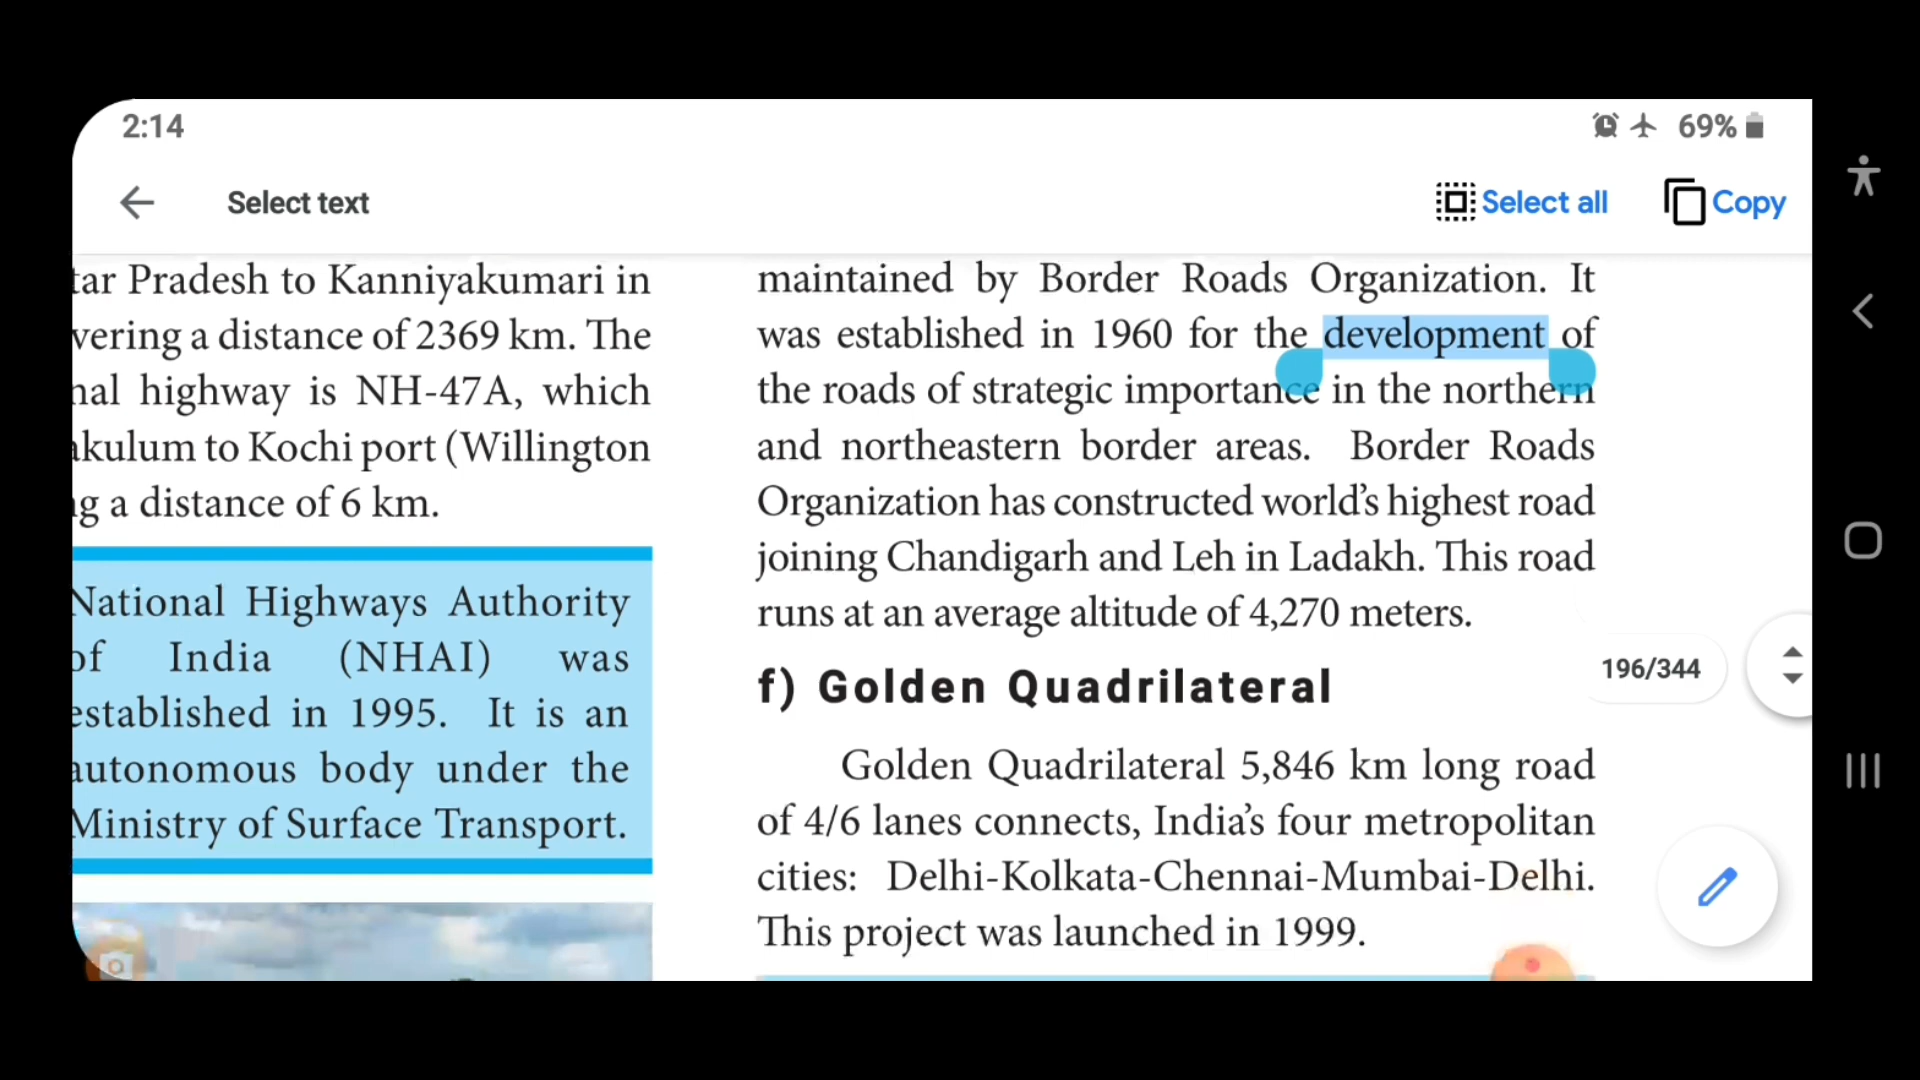 2:14
69%
Select text
Select all
Copy
tar Pradesh to Kanniyakumari in
vering a distance of 2369 km. The
nal highway is NH-47A, which
akulum to Kochi port (Willington
ng a distance of 6 km.
National Highways Authority
of India (NHAI) was
established in 1995. It is an
autonomous body under the
Ministry of Surface Transport.
maintained by Border Roads Organization. It
was established in 1960 for the development of
the roads of strategic importance in the northern
and northeastern border areas. Border Roads
Organization has constructed world's highest road
joining Chandigarh and Leh in Ladakh. This road
runs at an average altitude of 4,270 meters.
f) Golden Quadrilateral
Golden Quadrilateral 5,846 km long road
of 4/6 lanes connects, India's four metropolitan
cities: Delhi-Kolkata-Chennai-Mumbai-Delhi.
This project was launched in 1999.
196/344